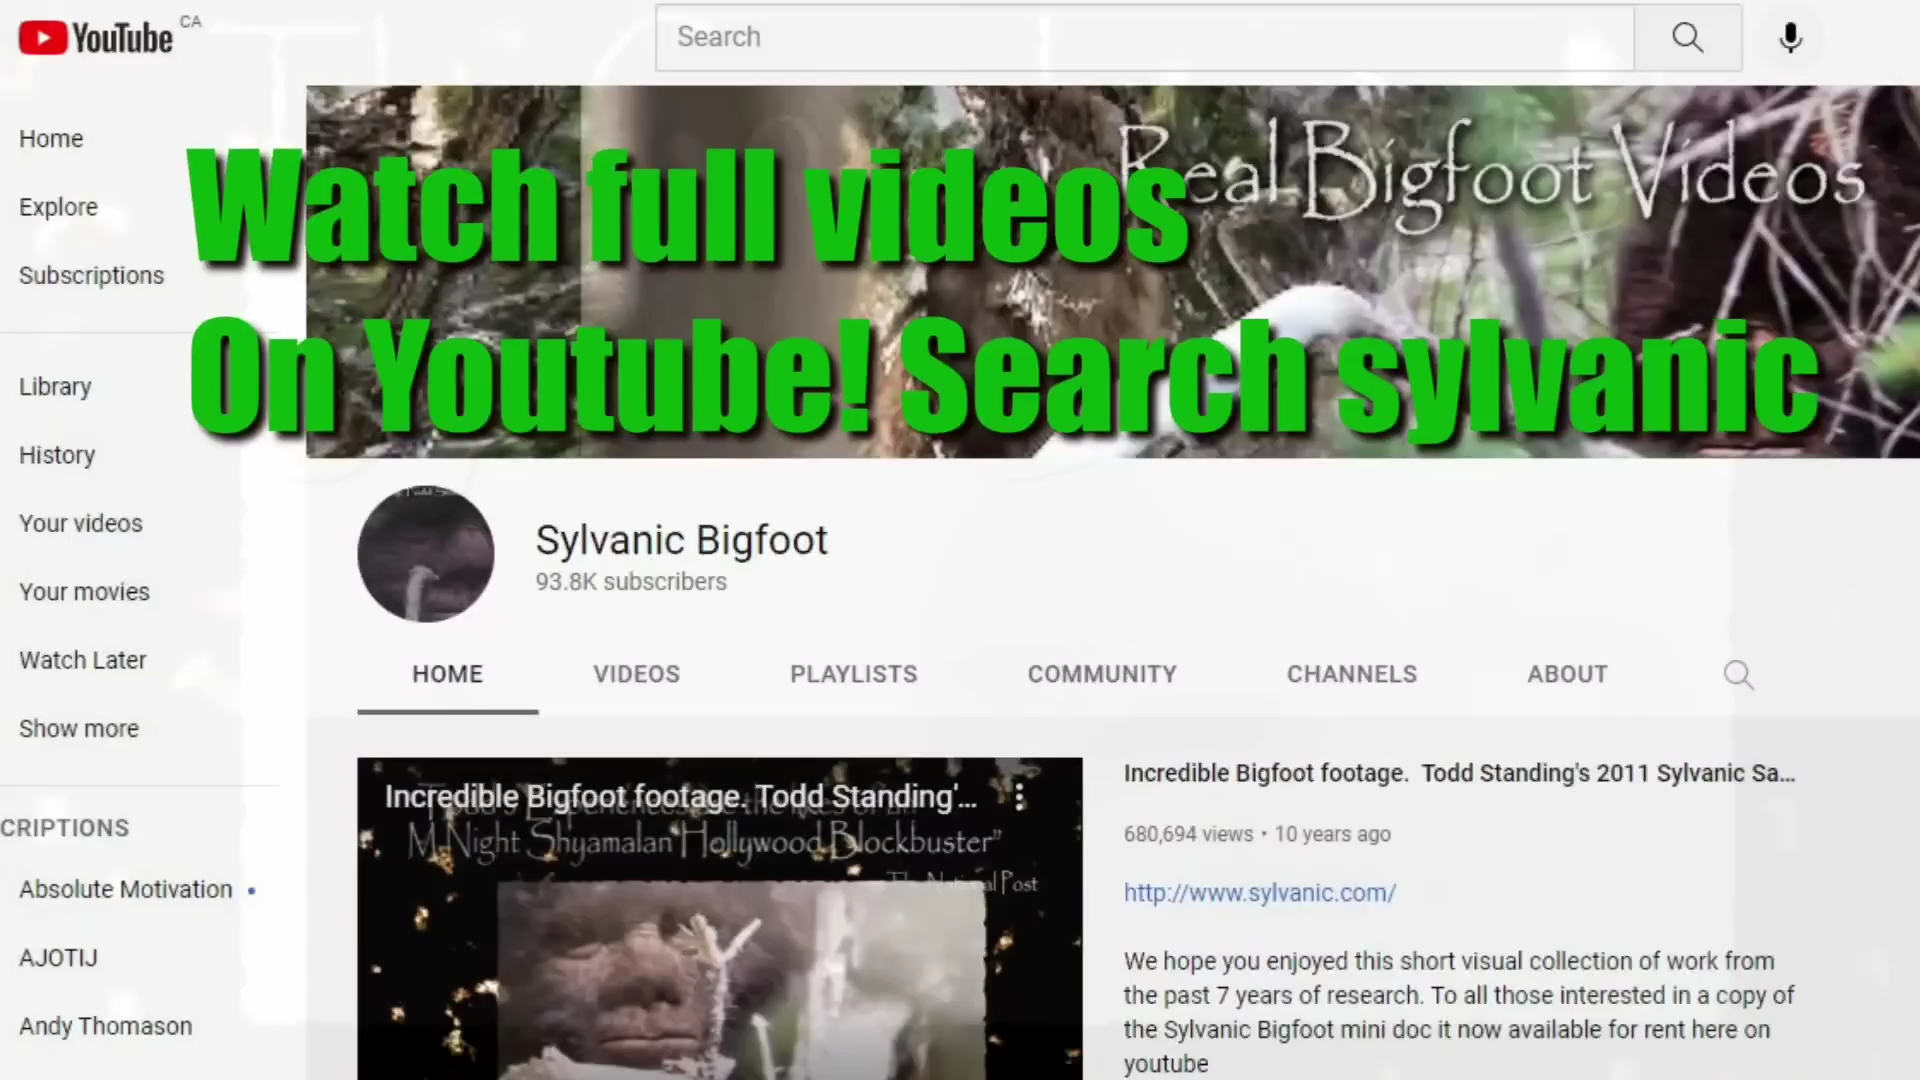 YouTube CA
Search
Home
Explore
Subscriptions
Library
History
Your videos
Your movies
Watch Later
Show more
CRIPTIONS
Absolute Motivation
AJOTIJ
Andy Thomason
Real Bigfoot Videos
Watch full videos
On Youtube! Search sylvanic
Sylvanic Bigfoot
93.8K subscribers
HOME VIDEOS PLAYLISTS COMMUNITY CHANNELS ABOUT
Incredible Bigfoot footage. Todd Standing'...
M.Night Shyamalan Hollywood Blockbuster"
The National Post
Incredible Bigfoot footage. Todd Standing's 2011 Sylvanic Sa...
680,694 views • 10 years ago
http://www.sylvanic.com/
We hope you enjoyed this short visual collection of work from
the past 7 years of research. To all those interested in a copy of
the Sylvanic Bigfoot mini doc it now available for rent here on
youtube